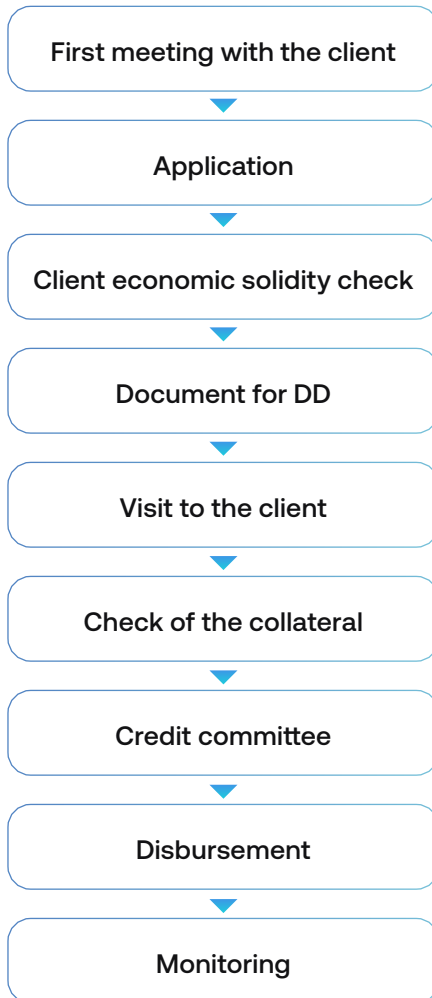 First meeting with the client
Application
Client economic solidity check
Document for DD
Visit to the client
Check of the collateral
Credit committee
Disbursement
Monitoring